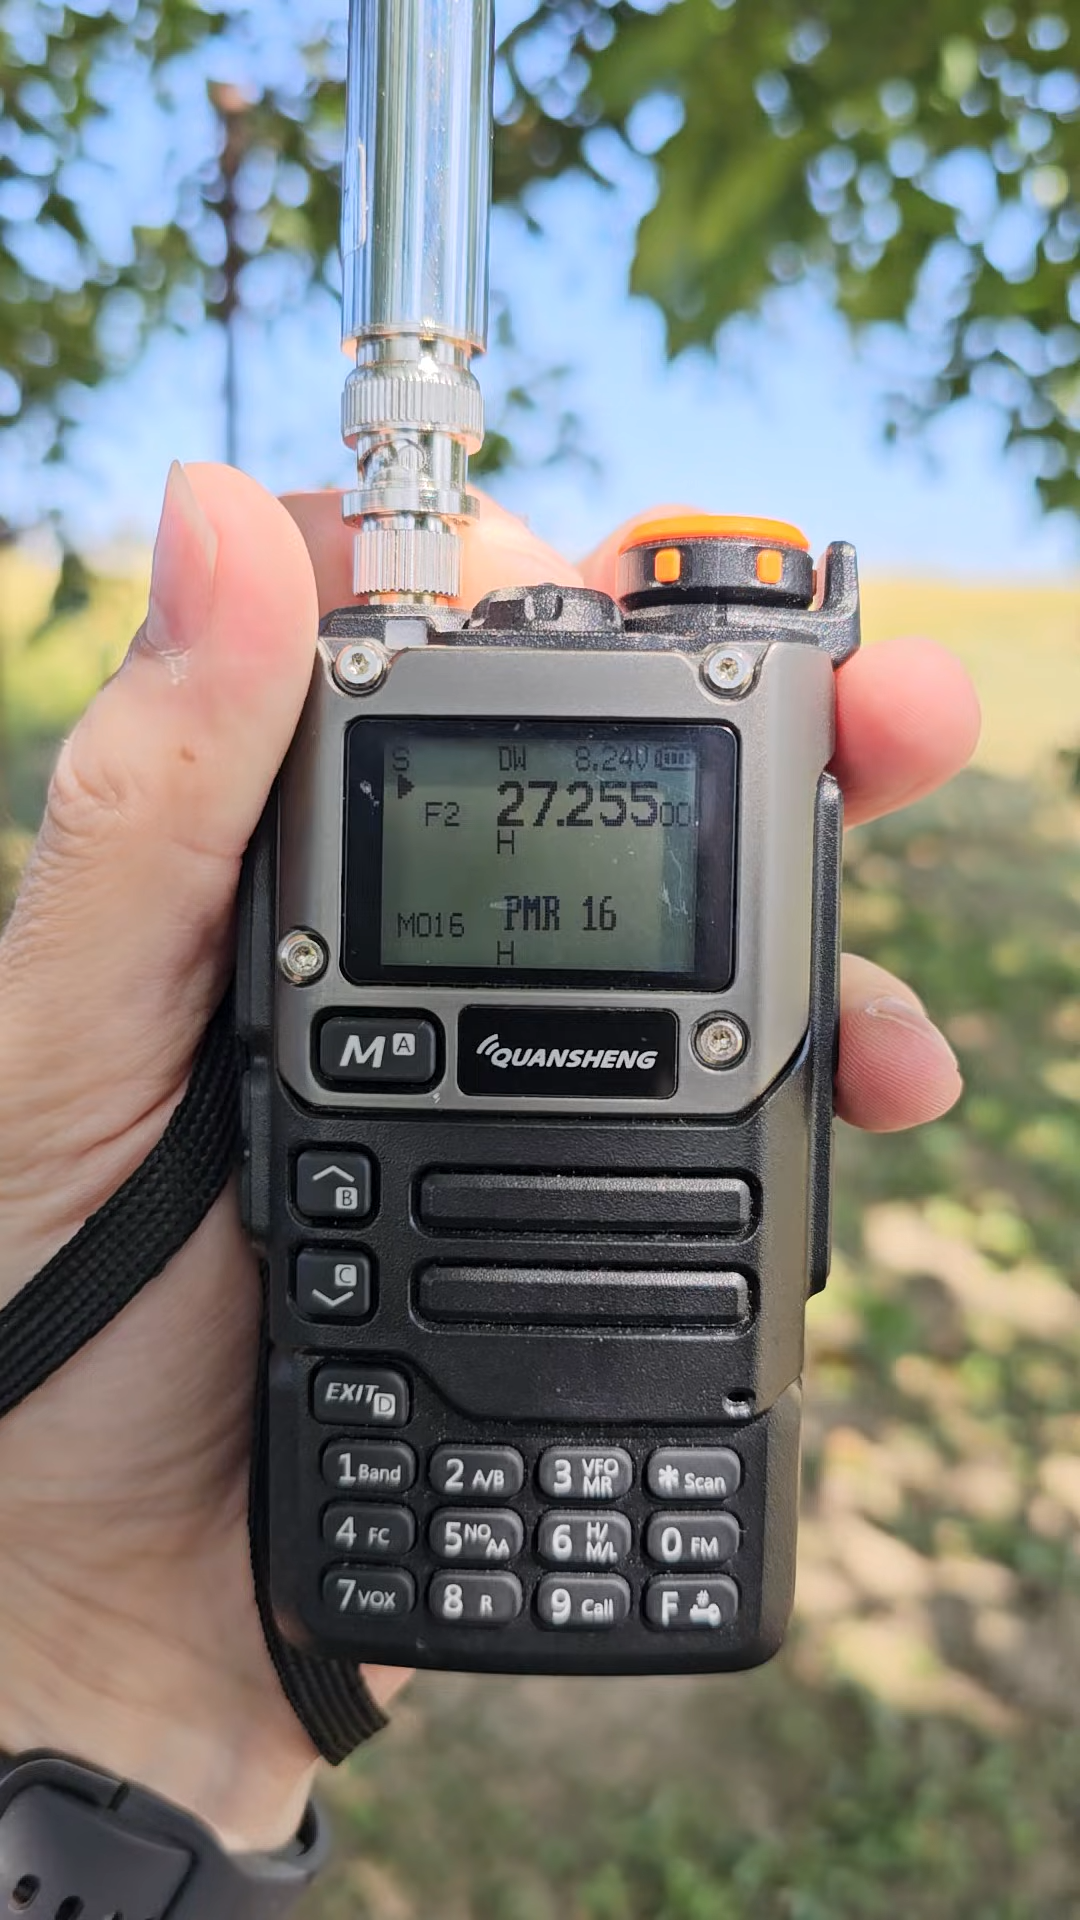 S DW 8.24V
F2 27.25500
H
M016 PMR 16
H
M A QUANSHENG
B
C
EXIT D
1 Band 2 A/B 3 VFO MR * Scan
4 FC 5 NOAA 6 H/M/L 0 FM
7 VOX 8 R 9 Call F #